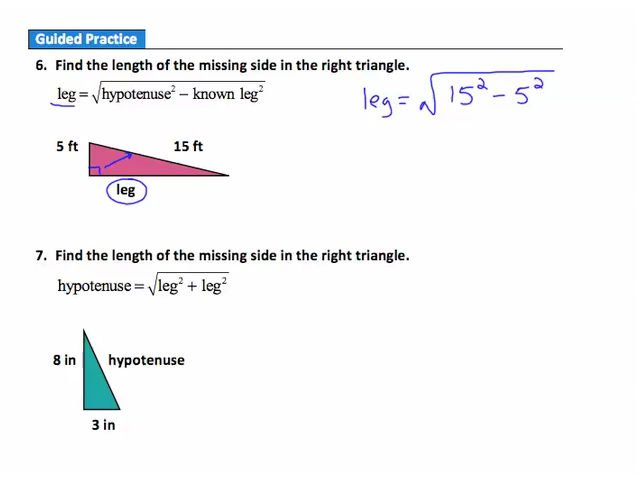 Guided Practice
6. Find the length of the missing side in the right triangle.
leg = √hypotenuse² − known leg²
leg = √15² − 5²
5 ft 15 ft
leg
7. Find the length of the missing side in the right triangle.
hypotenuse = √leg² + leg²
8 in hypotenuse
3 in